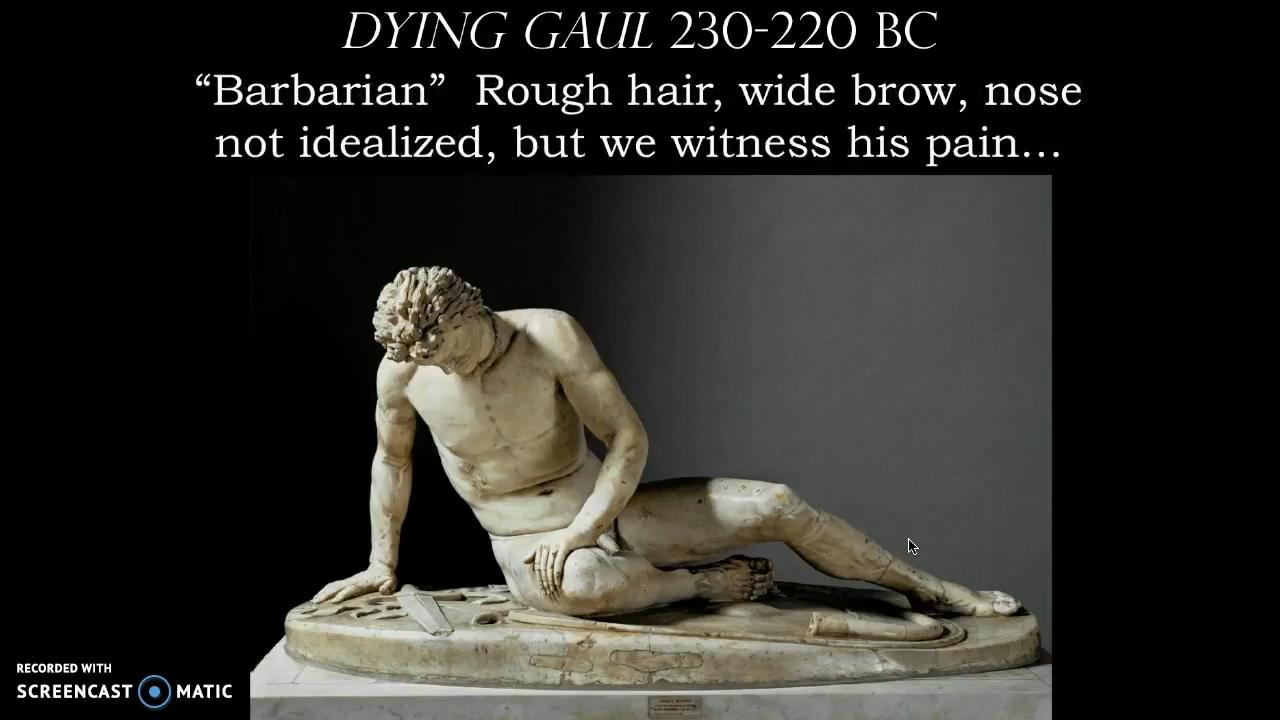 DYING GAUL 230-220 BC
“Barbarian”  Rough hair, wide brow, nose
not idealized, but we witness his pain...
RECORDED WITH
SCREENCAST MATIC